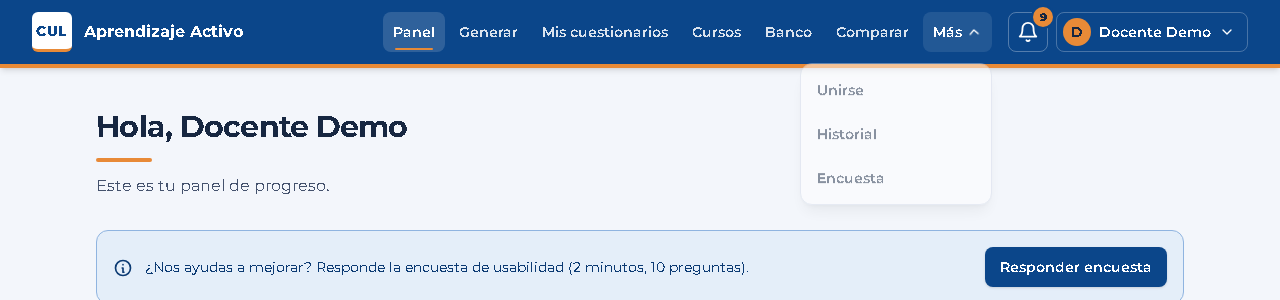 CUL Aprendizaje Activo Panel Generar Mis cuestionarios Cursos Banco Comparar Más 9 D Docente Demo
Unirse
Hola, Docente Demo
Historial
Este es tu panel de progreso.
Encuesta
¿Nos ayudas a mejorar? Responde la encuesta de usabilidad (2 minutos, 10 preguntas). Responder encuesta